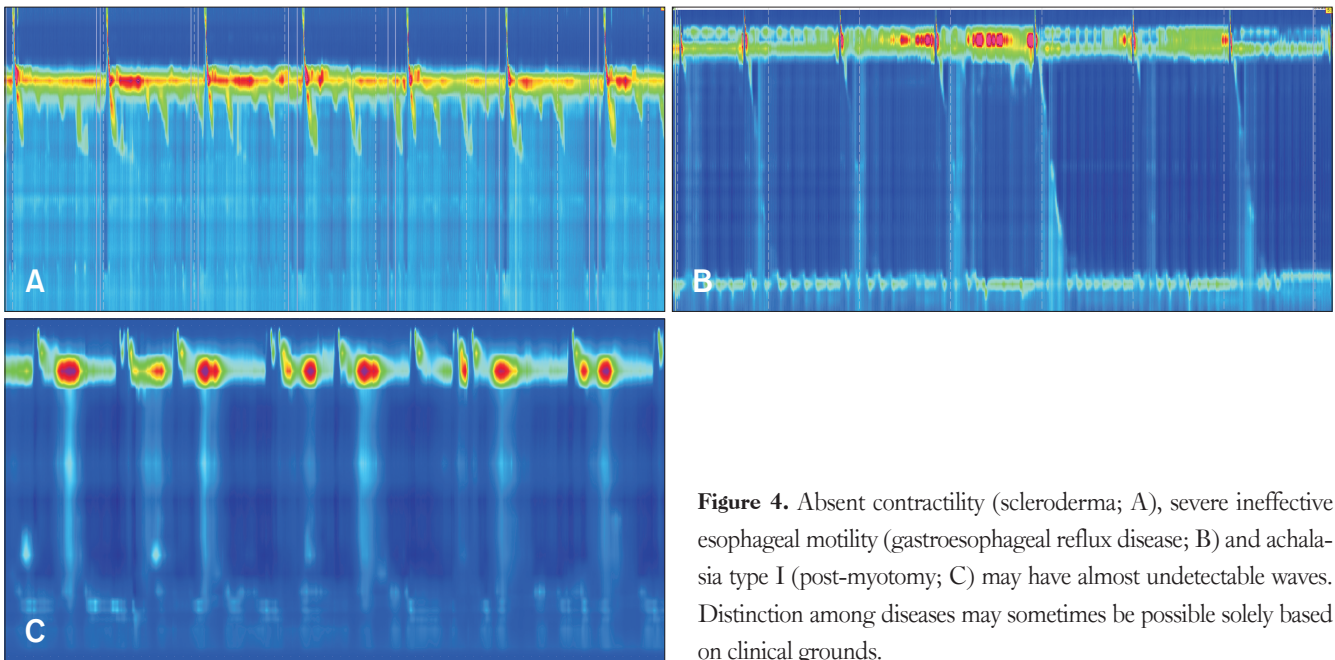 A
B
C
Figure 4. Absent contractility (scleroderma; A), severe ineffective
esophageal motility (gastroesophageal reflux disease; B) and achala-
sia type I (post-myotomy; C) may have almost undetectable waves.
Distinction among diseases may sometimes be possible solely based
on clinical grounds.